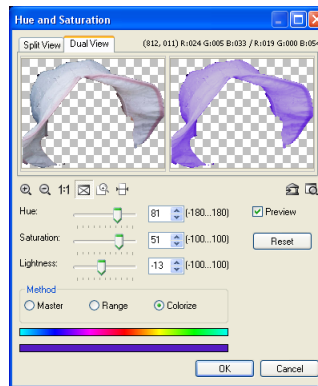 Hue and Saturation
Split View Dual View (812, 011) R:024 G:005 B:033 / R:019 G:000 B:054
1:1
Hue: 81 (-180...180) Preview
Saturation: 51 (-100...100) Reset
Lightness: -13 (-100...100)
Method
Master Range Colorize
OK Cancel